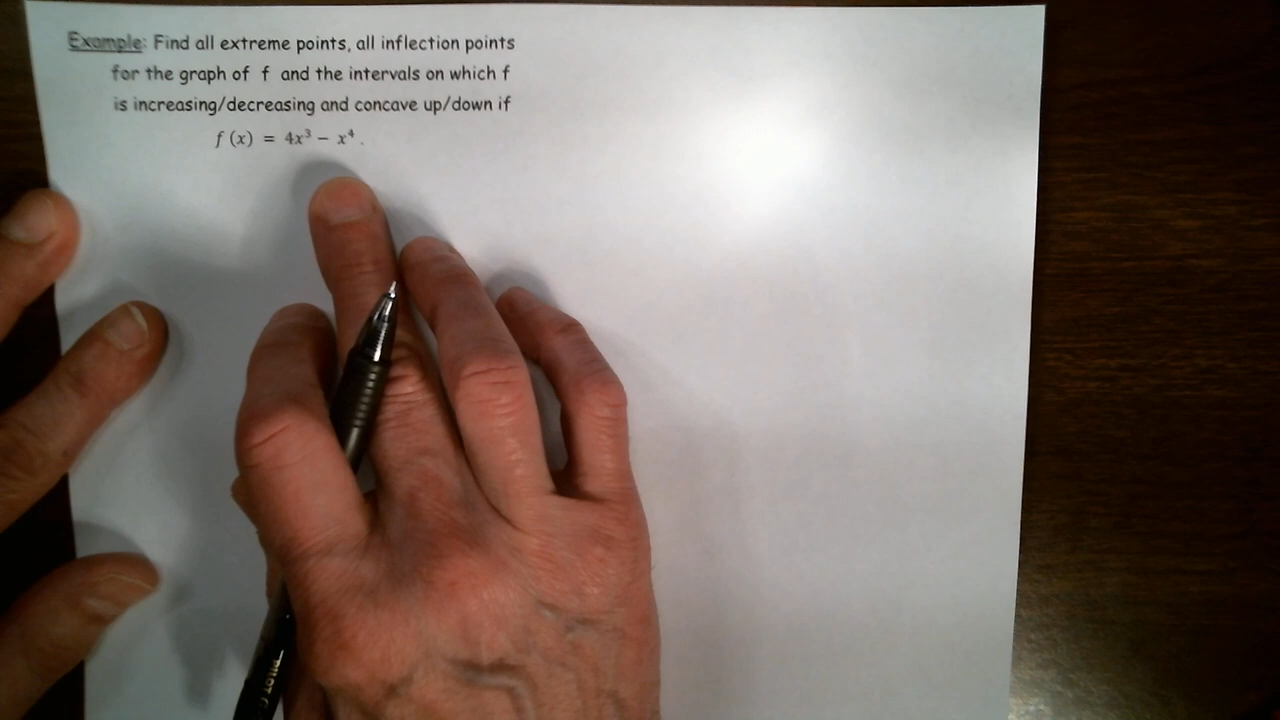 Example: Find all extreme points, all inflection points
for the graph of f and the intervals on which f
is increasing/decreasing and concave up/down if
f (x) = 4x³ − x⁴ .
PILOT